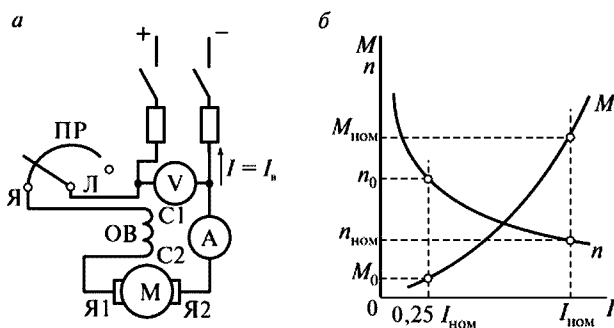 а
+ −
ПР
Я
Л
V
I = Iв
С1
ОВ
С2
А
Я1
М
Я2
б
М
n
Mном
n0
nном
M0
M
n
0
0,25 Iном
Iном
I